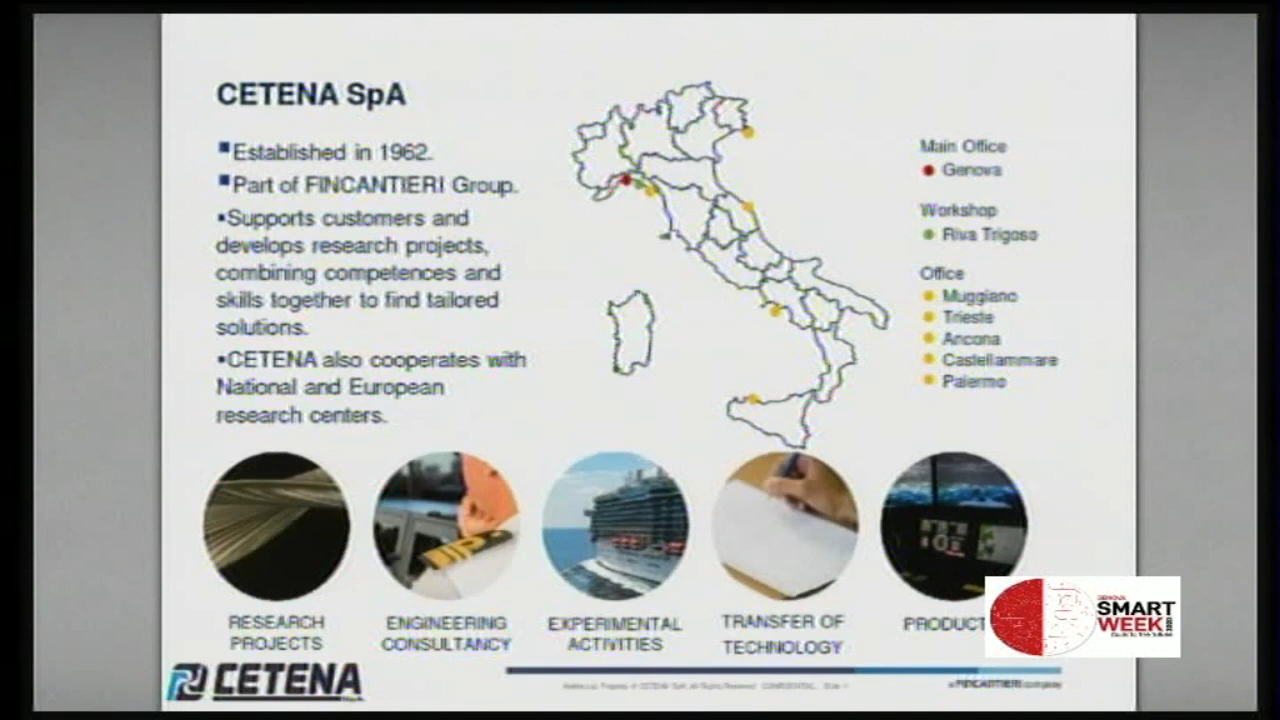 CETENA SpA
▪Established in 1962.
▪Part of FINCANTIERI Group.
▪Supports customers and
develops research projects,
combining competences and
skills together to find tailored
solutions.
▪CETENA also cooperates with
National and European
research centers.
Main Office
Genova
Workshop
Riva Trigoso
Office
Muggiano
Trieste
Ancona
Castellammare
Palermo
RESEARCH
PROJECTS
ENGINEERING
CONSULTANCY
EXPERIMENTAL
ACTIVITIES
TRANSFER OF
TECHNOLOGY
PRODUCT
GENOVA
SMART
WEEK
CETENA
a FINCANTIERI company